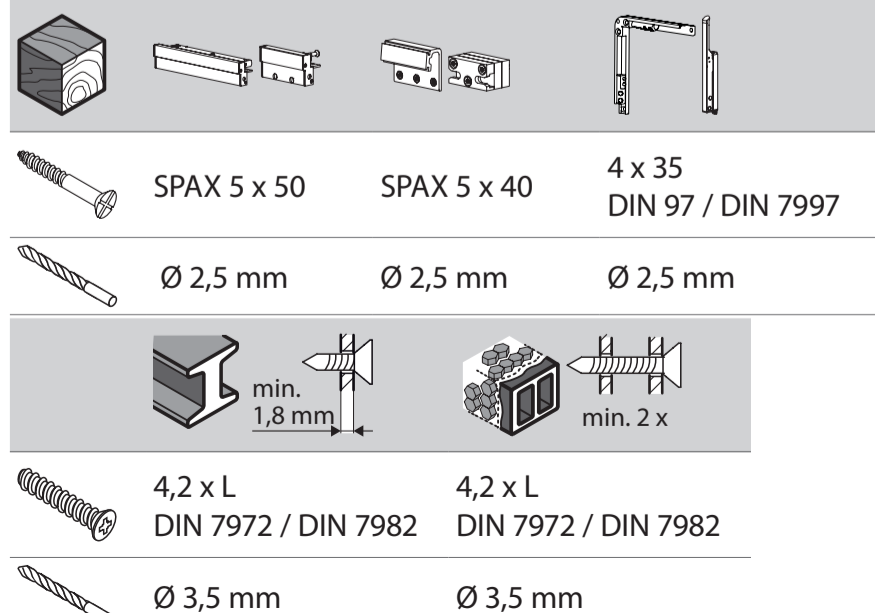 SPAX 5 x 50
SPAX 5 x 40
4 x 35
DIN 97 / DIN 7997
Ø 2,5 mm
Ø 2,5 mm
Ø 2,5 mm
min.
1,8 mm
min. 2 x
4,2 x L
DIN 7972 / DIN 7982
4,2 x L
DIN 7972 / DIN 7982
Ø 3,5 mm
Ø 3,5 mm